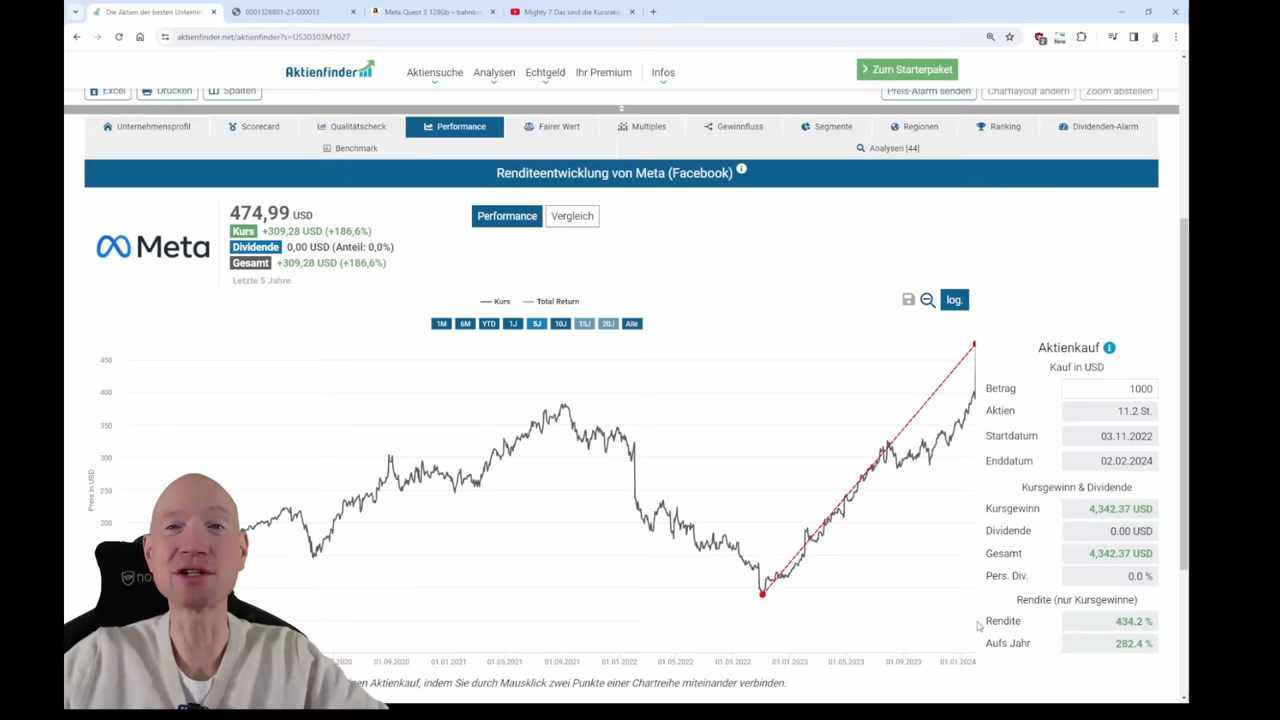 Die Aktien der besten Unterneh
0001326801-23-000013
Meta Quest 3 128Gb – bahnbre
Mighty 7 Das sind die Kursrake
aktienfinder.net/aktienfinder?s=US30303M1027
Aktienfinder
Aktiensuche Analysen Echtgeld Ihr Premium Infos
Zum Starterpaket
Excel Drucken Spalten Preis-Alarm senden Chartlayout ändern Zoom abstellen
Unternehmensprofil Scorecard Qualitätscheck Performance Fairer Wert Multiples Gewinnfluss Segmente Regionen Ranking Dividenden-Alarm
Benchmark Analysen [44]
Renditeentwicklung von Meta (Facebook)
Meta
474,99 USD
Kurs +309,28 USD (+186,6%)
Dividende 0,00 USD (Anteil: 0,0%)
Gesamt +309,28 USD (+186,6%)
Letzte 5 Jahre
Performance Vergleich
Kurs Total Return
log.
1M 6M YTD 1J 5J 10J 15J 20J Alle
Preis in USD
450
400
350
300
250
200
2020 01.09.2020 01.01.2021 01.05.2021 01.09.2021 01.01.2022 01.05.2022 01.09.2022 01.01.2023 01.05.2023 01.09.2023 01.01.2024
Aktienkauf
Kauf in USD
Betrag 1000
Aktien 11.2 St.
Startdatum 03.11.2022
Enddatum 02.02.2024
Kursgewinn & Dividende
Kursgewinn 4,342.37 USD
Dividende 0.00 USD
Gesamt 4,342.37 USD
Pers. Div. 0.0 %
Rendite (nur Kursgewinne)
Rendite 434.2 %
Aufs Jahr 282.4 %
nen Aktienkauf, indem Sie durch Mausklick zwei Punkte einer Chartreihe miteinander verbinden.